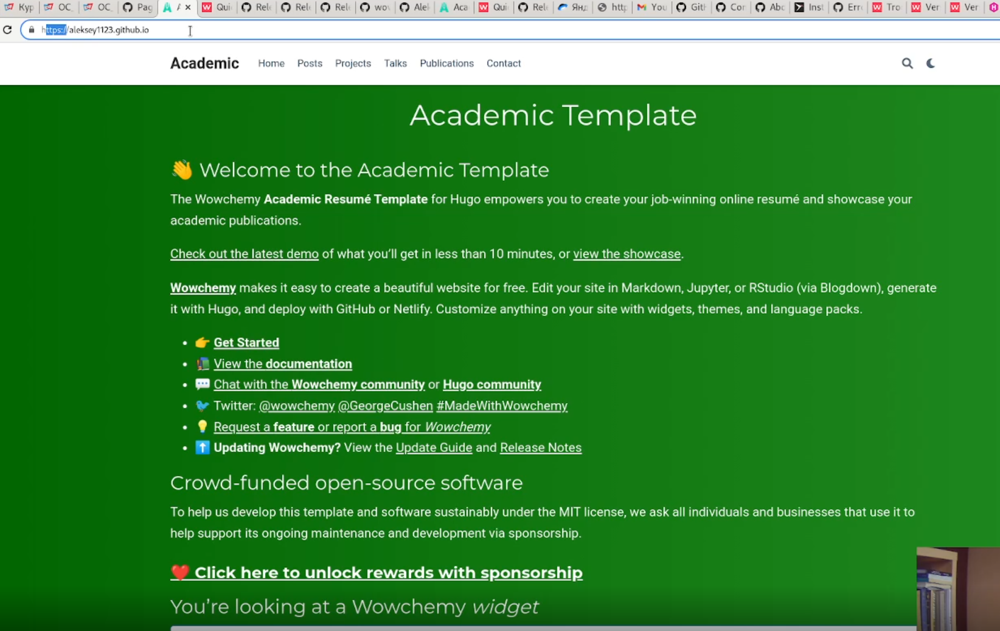 Кур
ОС_
ОС_
Pag
A
Qui
Rele
Rele
Rele
wov
Alek
Aca
Qui
Rele
Янд
http
You
Gith
Cor
Abc
Inst
Erro
Tro
Ver
Ver
https://aleksey1123.github.io
Academic Home Posts Projects Talks Publications Contact
Academic Template
👋 Welcome to the Academic Template
The Wowchemy Academic Resumé Template for Hugo empowers you to create your job-winning online resumé and showcase your
academic publications.
Check out the latest demo of what you’ll get in less than 10 minutes, or view the showcase.
Wowchemy makes it easy to create a beautiful website for free. Edit your site in Markdown, Jupyter, or RStudio (via Blogdown), generate
it with Hugo, and deploy with GitHub or Netlify. Customize anything on your site with widgets, themes, and language packs.
• 👉 Get Started
• 📚 View the documentation
• 💬 Chat with the Wowchemy community or Hugo community
• 🐦 Twitter: @wowchemy @GeorgeCushen #MadeWithWowchemy
• 💡 Request a feature or report a bug for Wowchemy
• ⬆️ Updating Wowchemy? View the Update Guide and Release Notes
Crowd-funded open-source software
To help us develop this template and software sustainably under the MIT license, we ask all individuals and businesses that use it to
help support its ongoing maintenance and development via sponsorship.
❤️ Click here to unlock rewards with sponsorship
You’re looking at a Wowchemy widget